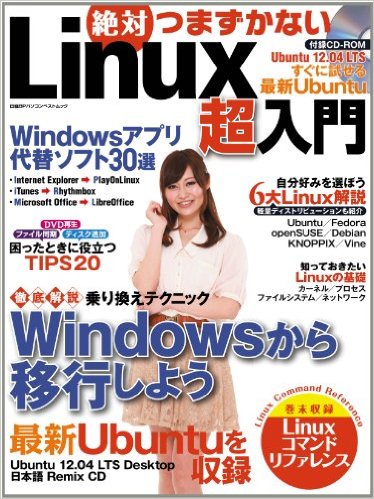 絶対つまずかない
Linux
超入門
日経BPパソコンベストムック
付録CD-ROM
Ubuntu 12.04 LTS
すぐに試せる
最新Ubuntu
Windowsアプリ
代替ソフト30選
・Internet Explorer → PlayOnLinux
・iTunes → Rhythmbox
・Microsoft Office → LibreOffice
DVD再生
ファイル同期 ディスク追加
困ったときに役立つ
TIPS20
自分好みを選ぼう
6大Linux解説
軽量ディストリビューションも紹介
Ubuntu/Fedora
openSUSE/Debian
KNOPPIX/Vine
知っておきたい
Linuxの基礎
カーネル/プロセス
ファイルシステム/ネットワーク
徹底解説 乗り換えテクニック
Windowsから
移行しよう
最新Ubuntuを
収録
Ubuntu 12.04 LTS Desktop
日本語 Remix CD
Linux Command Reference
巻末収録
Linux
コマンド
リファレンス